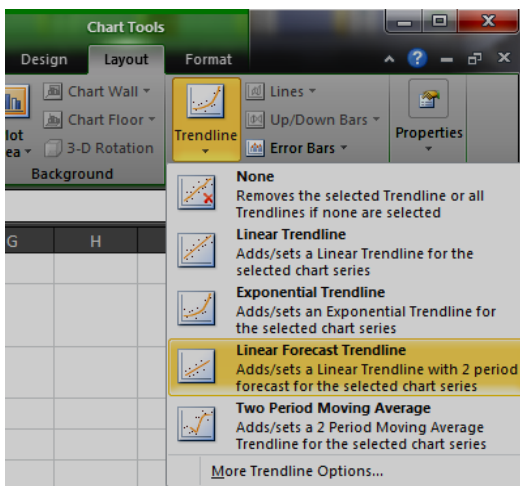 Chart Tools
Design Layout Format
Chart Wall
Chart Floor
3-D Rotation
Background
Trendline
Lines
Up/Down Bars
Error Bars
Properties
None
Removes the selected Trendline or all
Trendlines if none are selected
Linear Trendline
Adds/sets a Linear Trendline for the
selected chart series
Exponential Trendline
Adds/sets an Exponential Trendline for
the selected chart series
Linear Forecast Trendline
Adds/sets a Linear Trendline with 2 period
forecast for the selected chart series
Two Period Moving Average
Adds/sets a 2 Period Moving Average
Trendline for the selected chart series
More Trendline Options...
G H